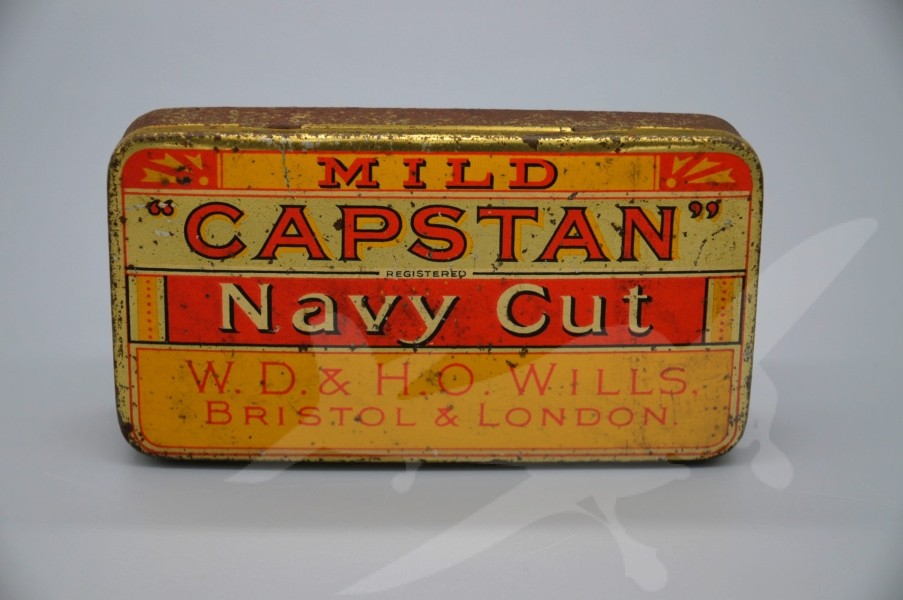 MILD
"CAPSTAN"
REGISTERED
Navy Cut
W.D.& H.O. WILLS,
BRISTOL & LONDON.